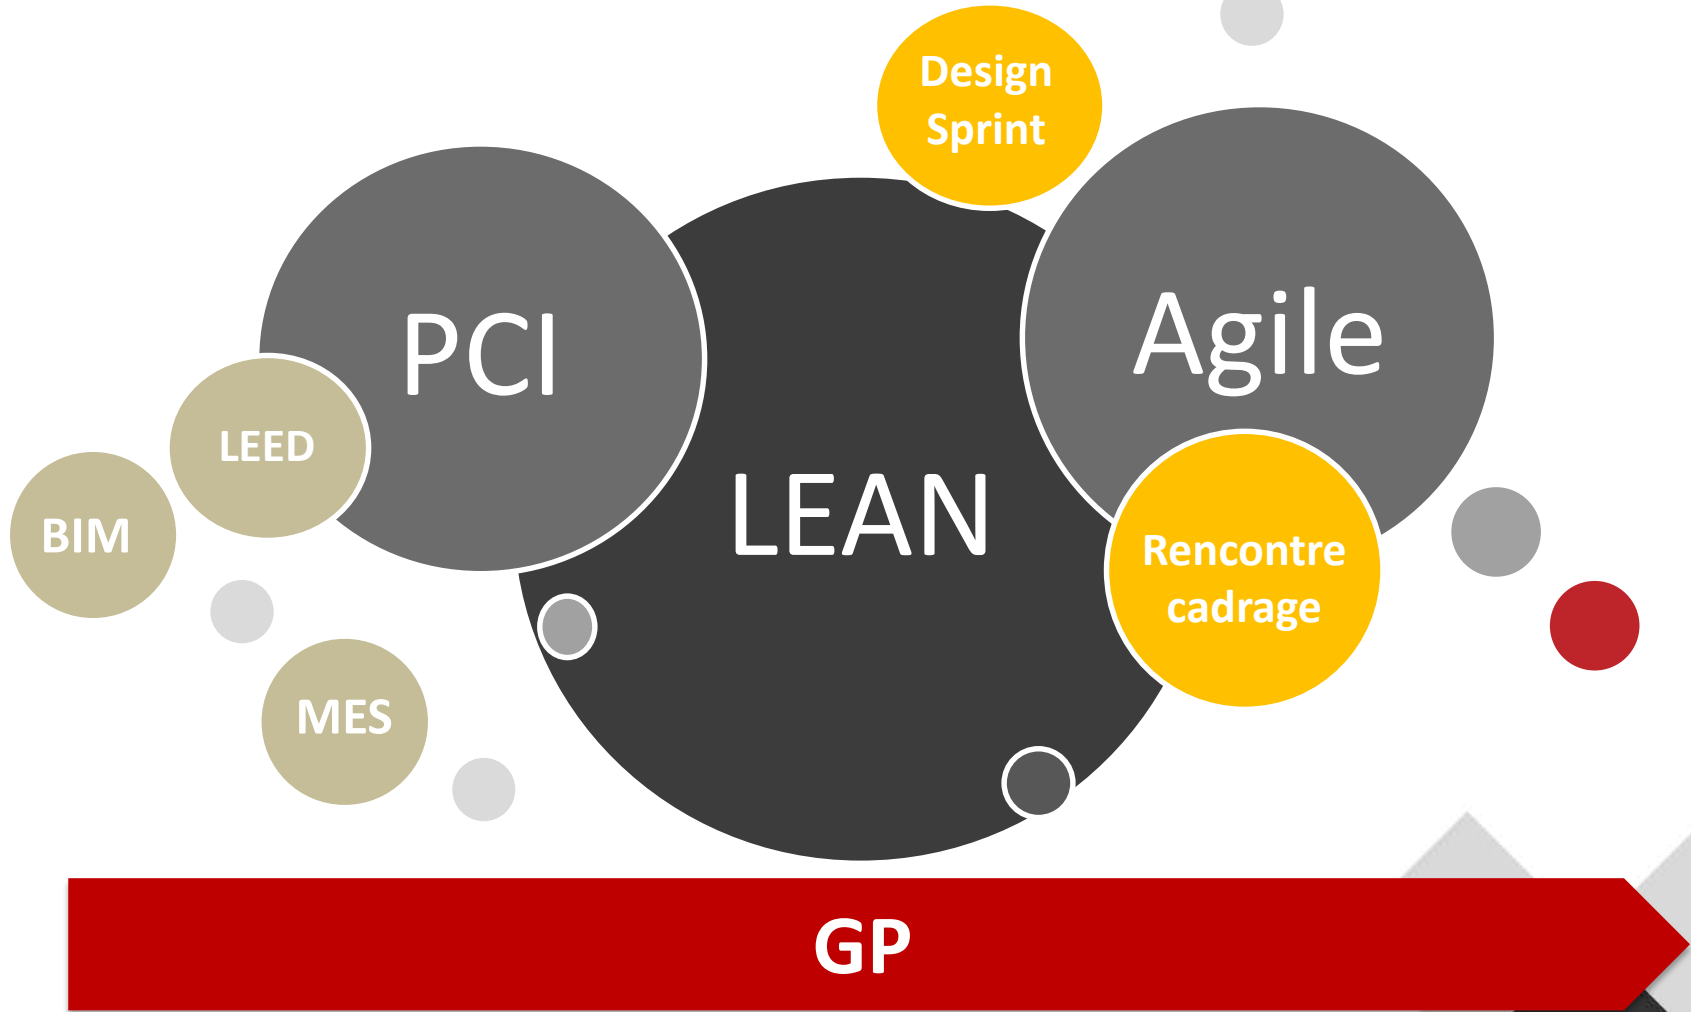 Design
Sprint
PCI
Agile
LEED
LEAN
BIM
Rencontre
cadrage
MES
GP